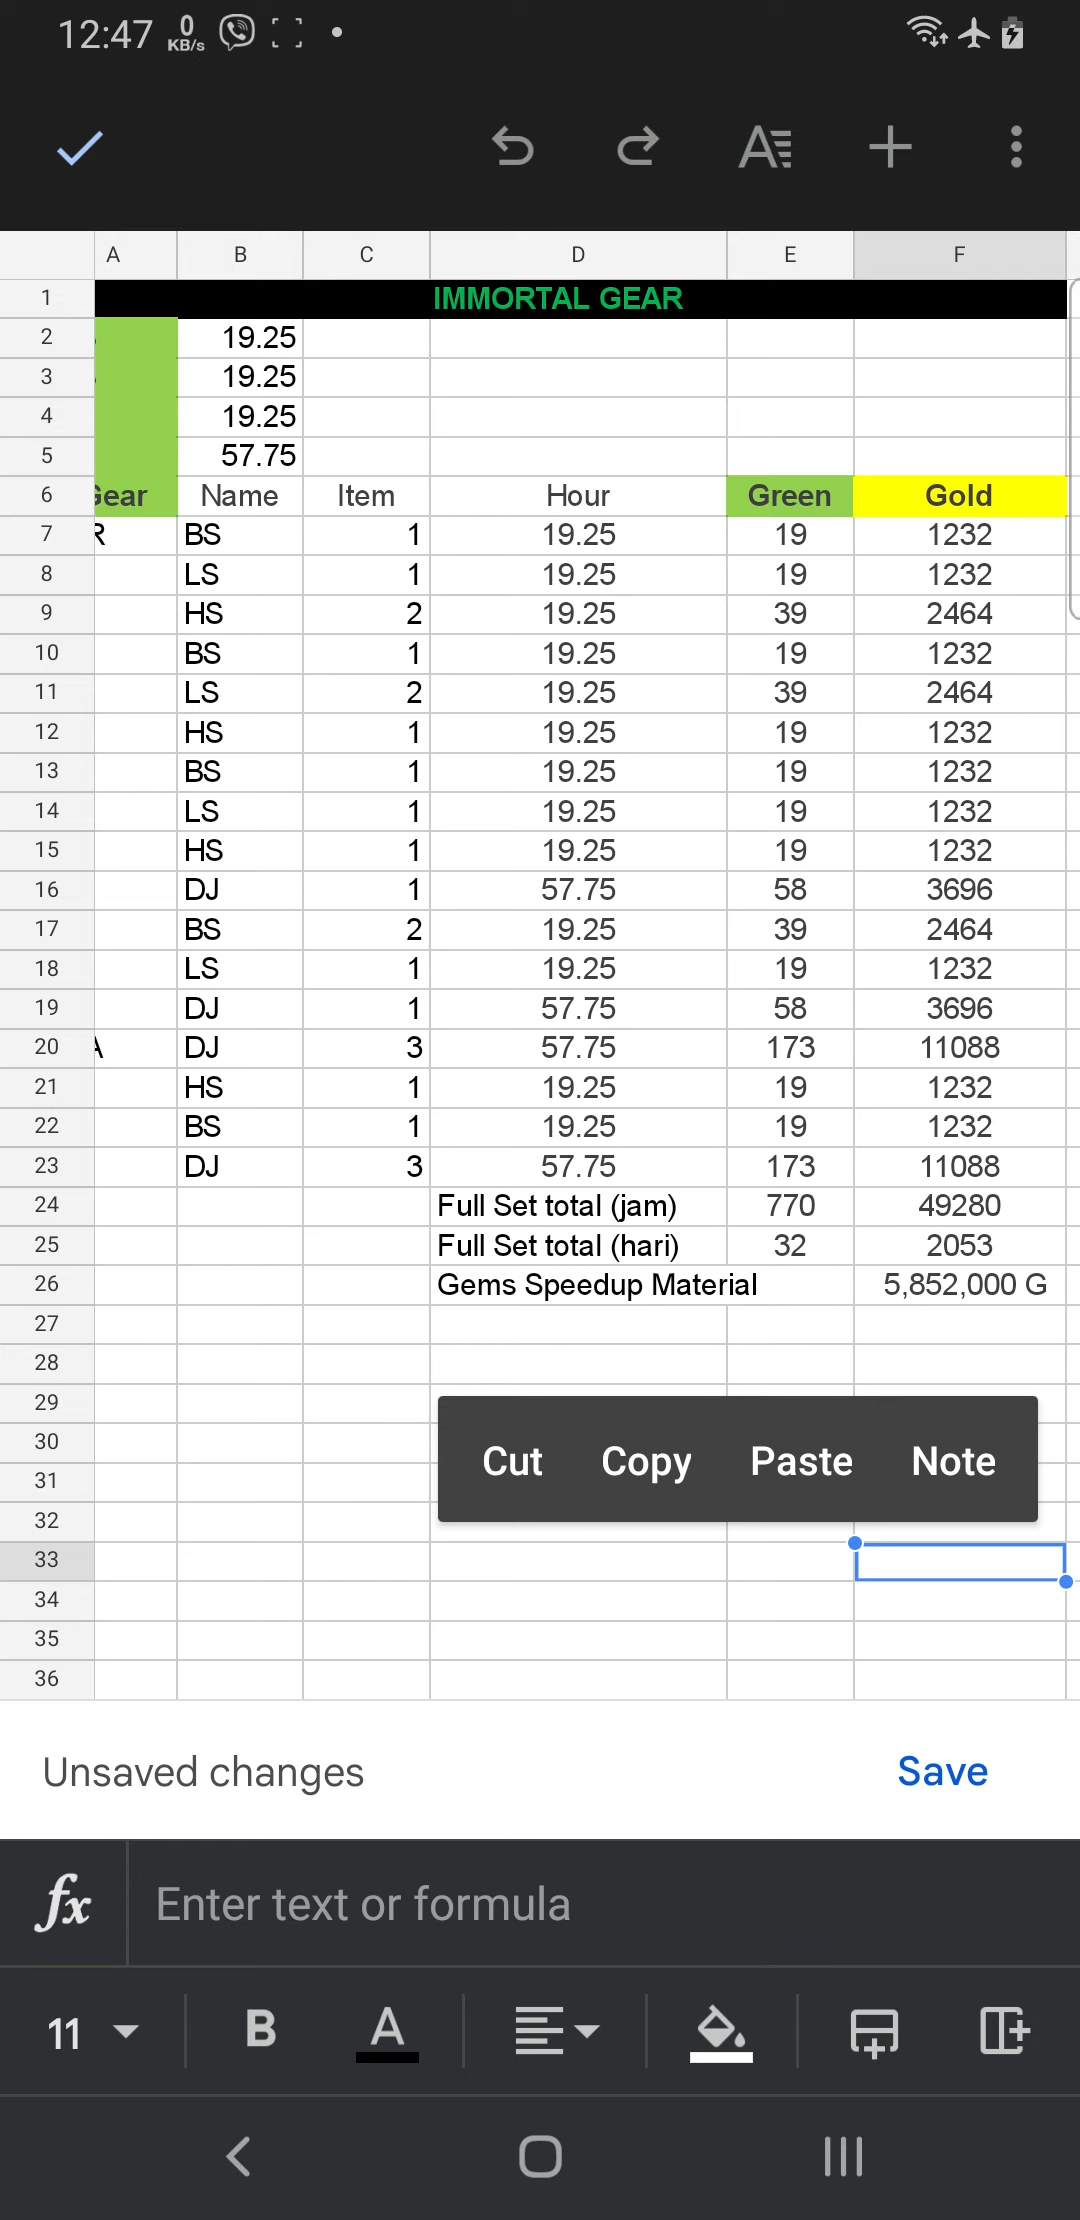 12:47 0 KB/s
A B C D E F
1 IMMORTAL GEAR
2 19.25
3 19.25
4 19.25
5 57.75
6 Gear Name Item Hour Green Gold
7 R BS 1 19.25 19 1232
8 LS 1 19.25 19 1232
9 HS 2 19.25 39 2464
10 BS 1 19.25 19 1232
11 LS 2 19.25 39 2464
12 HS 1 19.25 19 1232
13 BS 1 19.25 19 1232
14 LS 1 19.25 19 1232
15 HS 1 19.25 19 1232
16 DJ 1 57.75 58 3696
17 BS 2 19.25 39 2464
18 LS 1 19.25 19 1232
19 DJ 1 57.75 58 3696
20 A DJ 3 57.75 173 11088
21 HS 1 19.25 19 1232
22 BS 1 19.25 19 1232
23 DJ 3 57.75 173 11088
24 Full Set total (jam) 770 49280
25 Full Set total (hari) 32 2053
26 Gems Speedup Material 5,852,000 G
27
28
29
30
31
Cut Copy Paste Note
32
33
34
35
36
Unsaved changes Save
fx Enter text or formula
11 B A